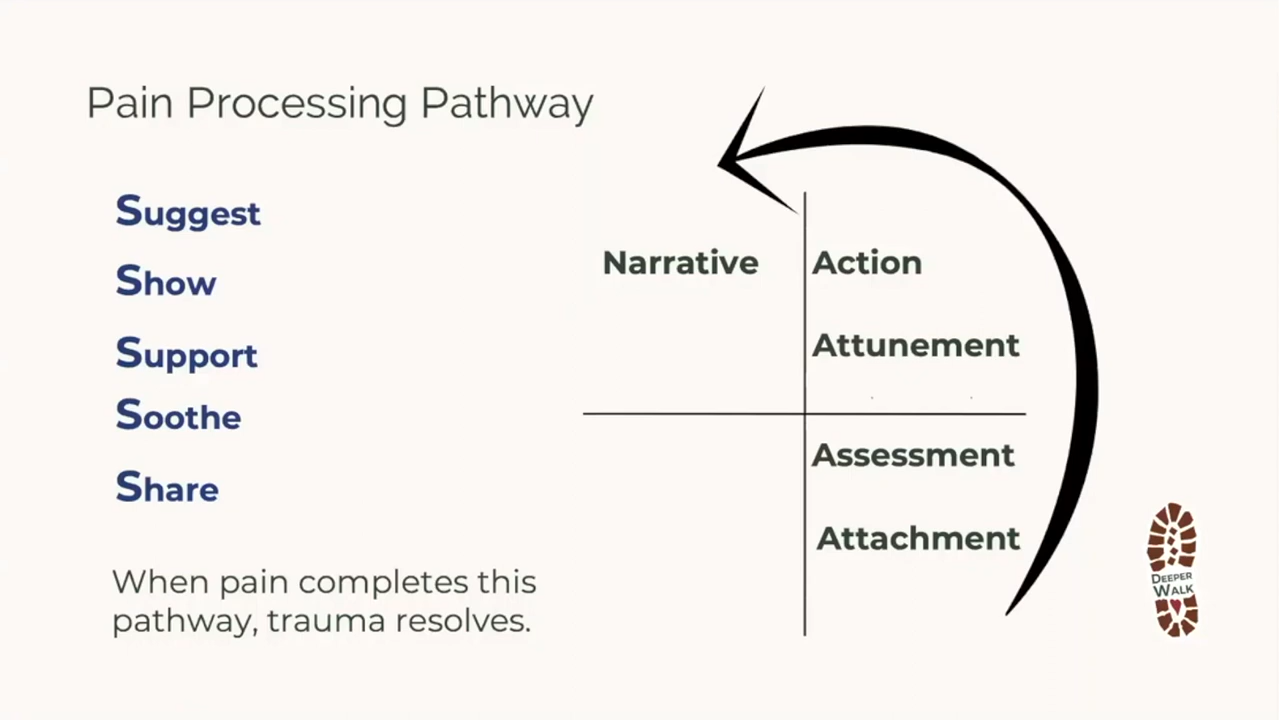 Pain Processing Pathway
Suggest
Show
Support
Soothe
Share
When pain completes this
pathway, trauma resolves.
Narrative
Action
Attunement
Assessment
Attachment
DEEPER
WALK